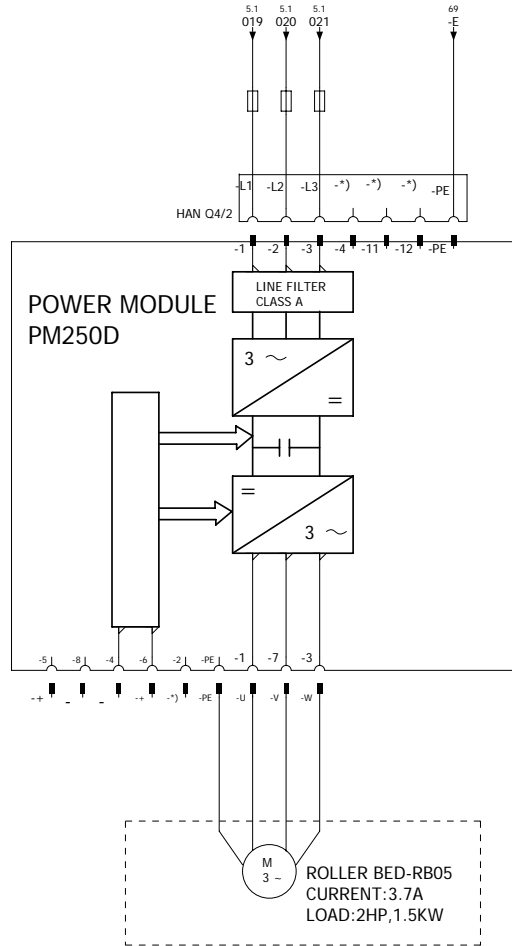 5.1 5.1 5.1 69
019 020 021 -E
-L1 -L2 -L3 -*) -*) -*) -PE
HAN Q4/2
-1 -2 -3 -4 -11 -12 -PE
LINE FILTER
CLASS A
POWER MODULE
PM250D
3 ~
=
=
3 ~
-5 -8 -4 -6 -2 -PE -1 -7 -3
-+ - - -+ -*) -PE -U -V -W
M
3 ~
ROLLER BED-RB05
CURRENT:3.7A
LOAD:2HP,1.5KW